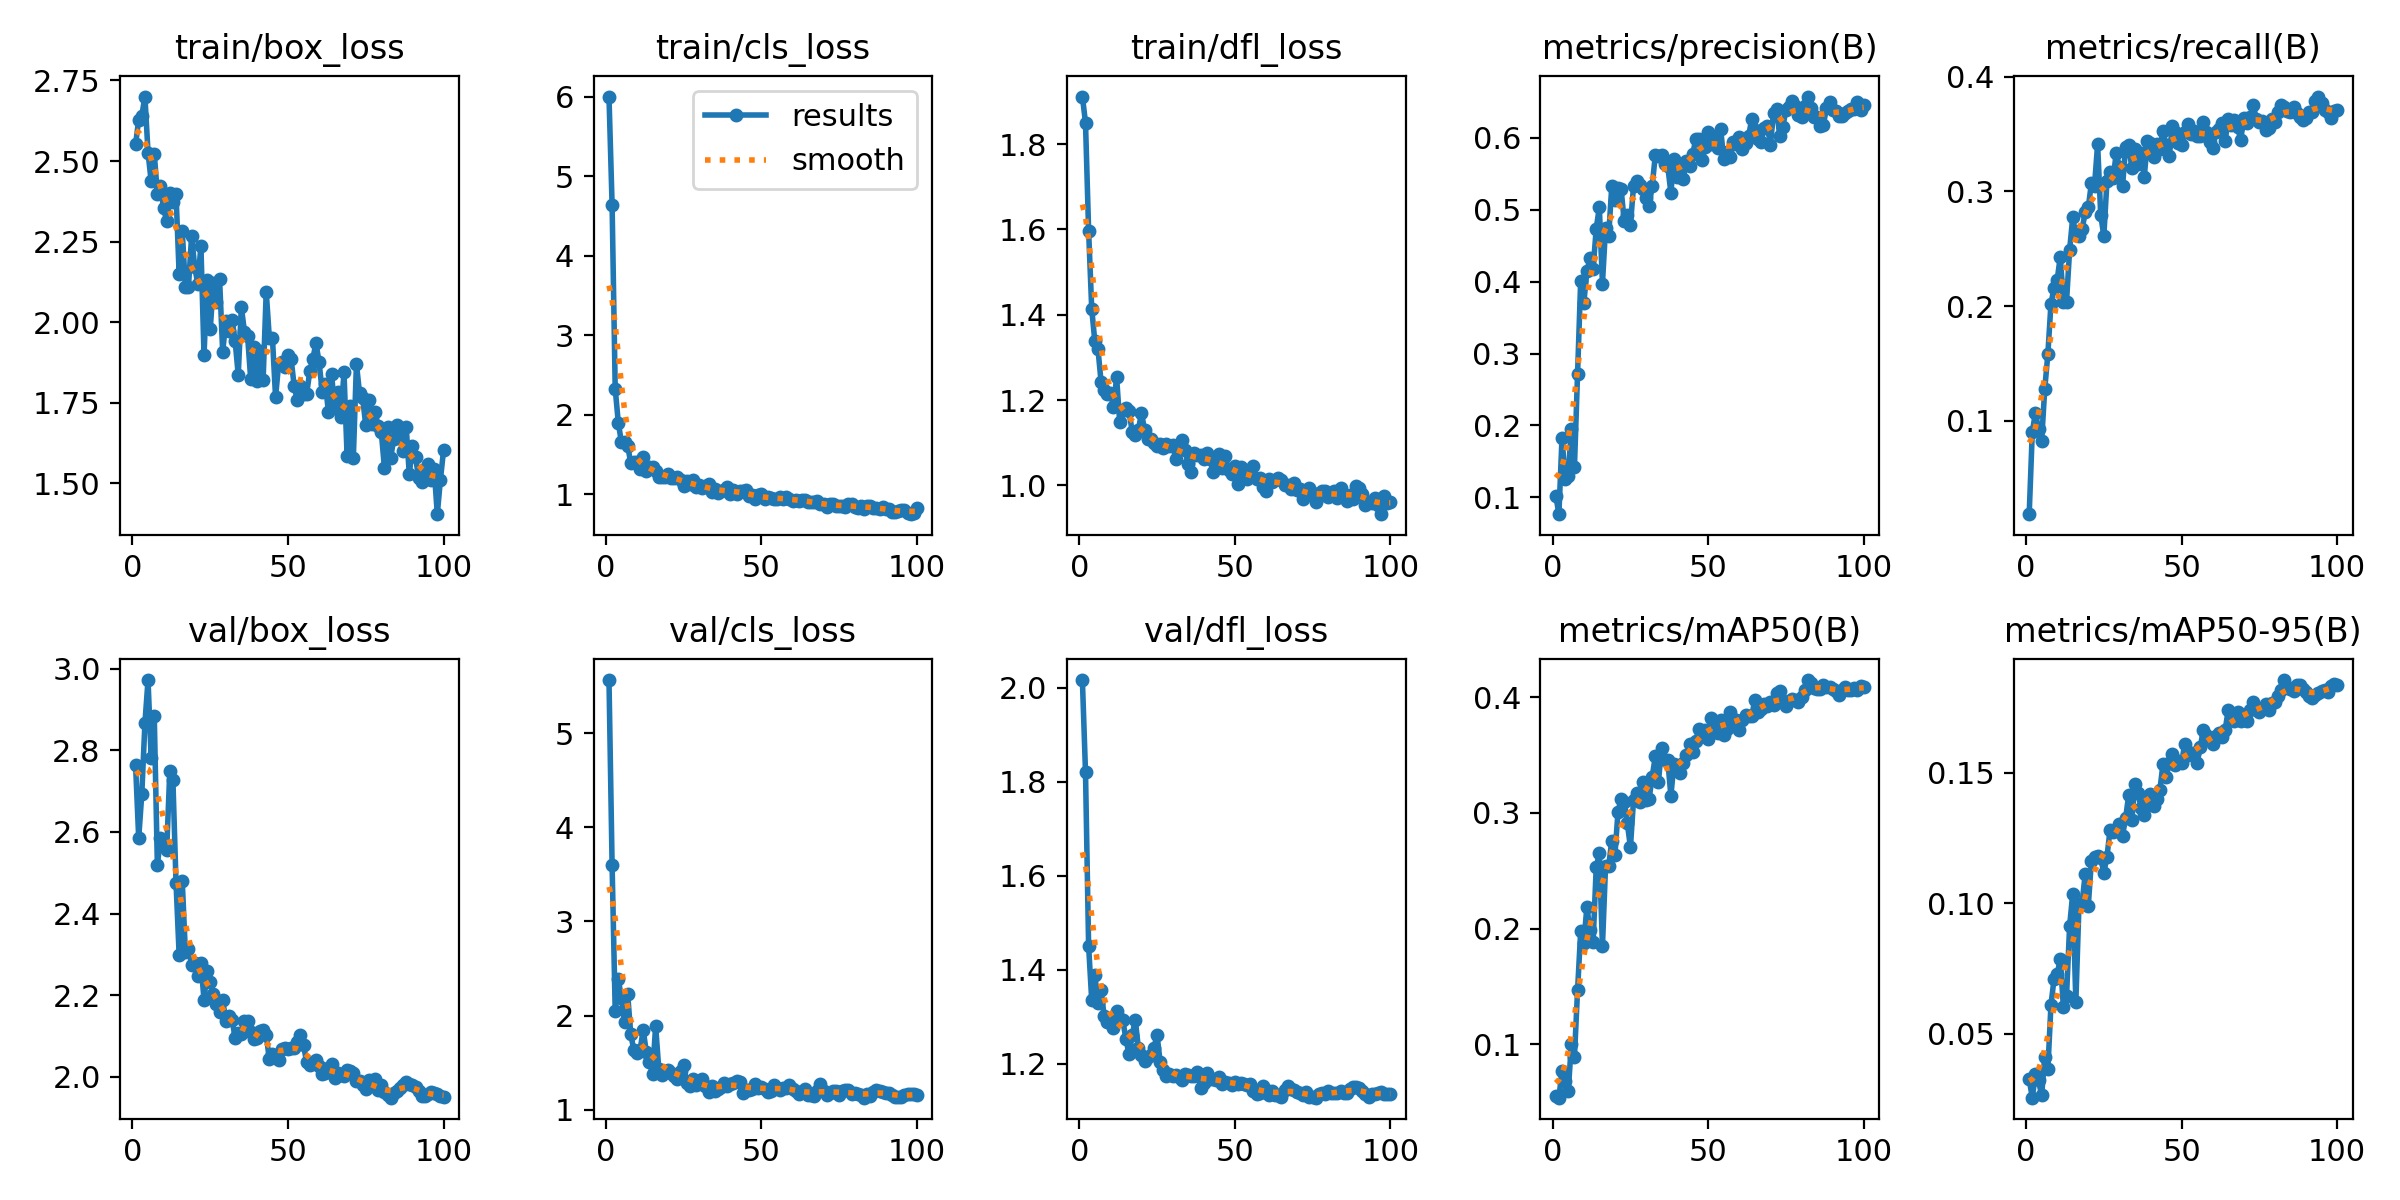 train/box_loss
2.75
2.50
2.25
2.00
1.75
1.50
0 50 100
train/cls_loss
6
5
4
3
2
1
0 50 100
results
smooth
train/dfl_loss
1.8
1.6
1.4
1.2
1.0
0 50 100
metrics/precision(B)
0.6
0.5
0.4
0.3
0.2
0.1
0 50 100
metrics/recall(B)
0.4
0.3
0.2
0.1
0 50 100
val/box_loss
3.0
2.8
2.6
2.4
2.2
2.0
0 50 100
val/cls_loss
5
4
3
2
1
0 50 100
val/dfl_loss
2.0
1.8
1.6
1.4
1.2
0 50 100
metrics/mAP50(B)
0.4
0.3
0.2
0.1
0 50 100
metrics/mAP50-95(B)
0.15
0.10
0.05
0 50 100